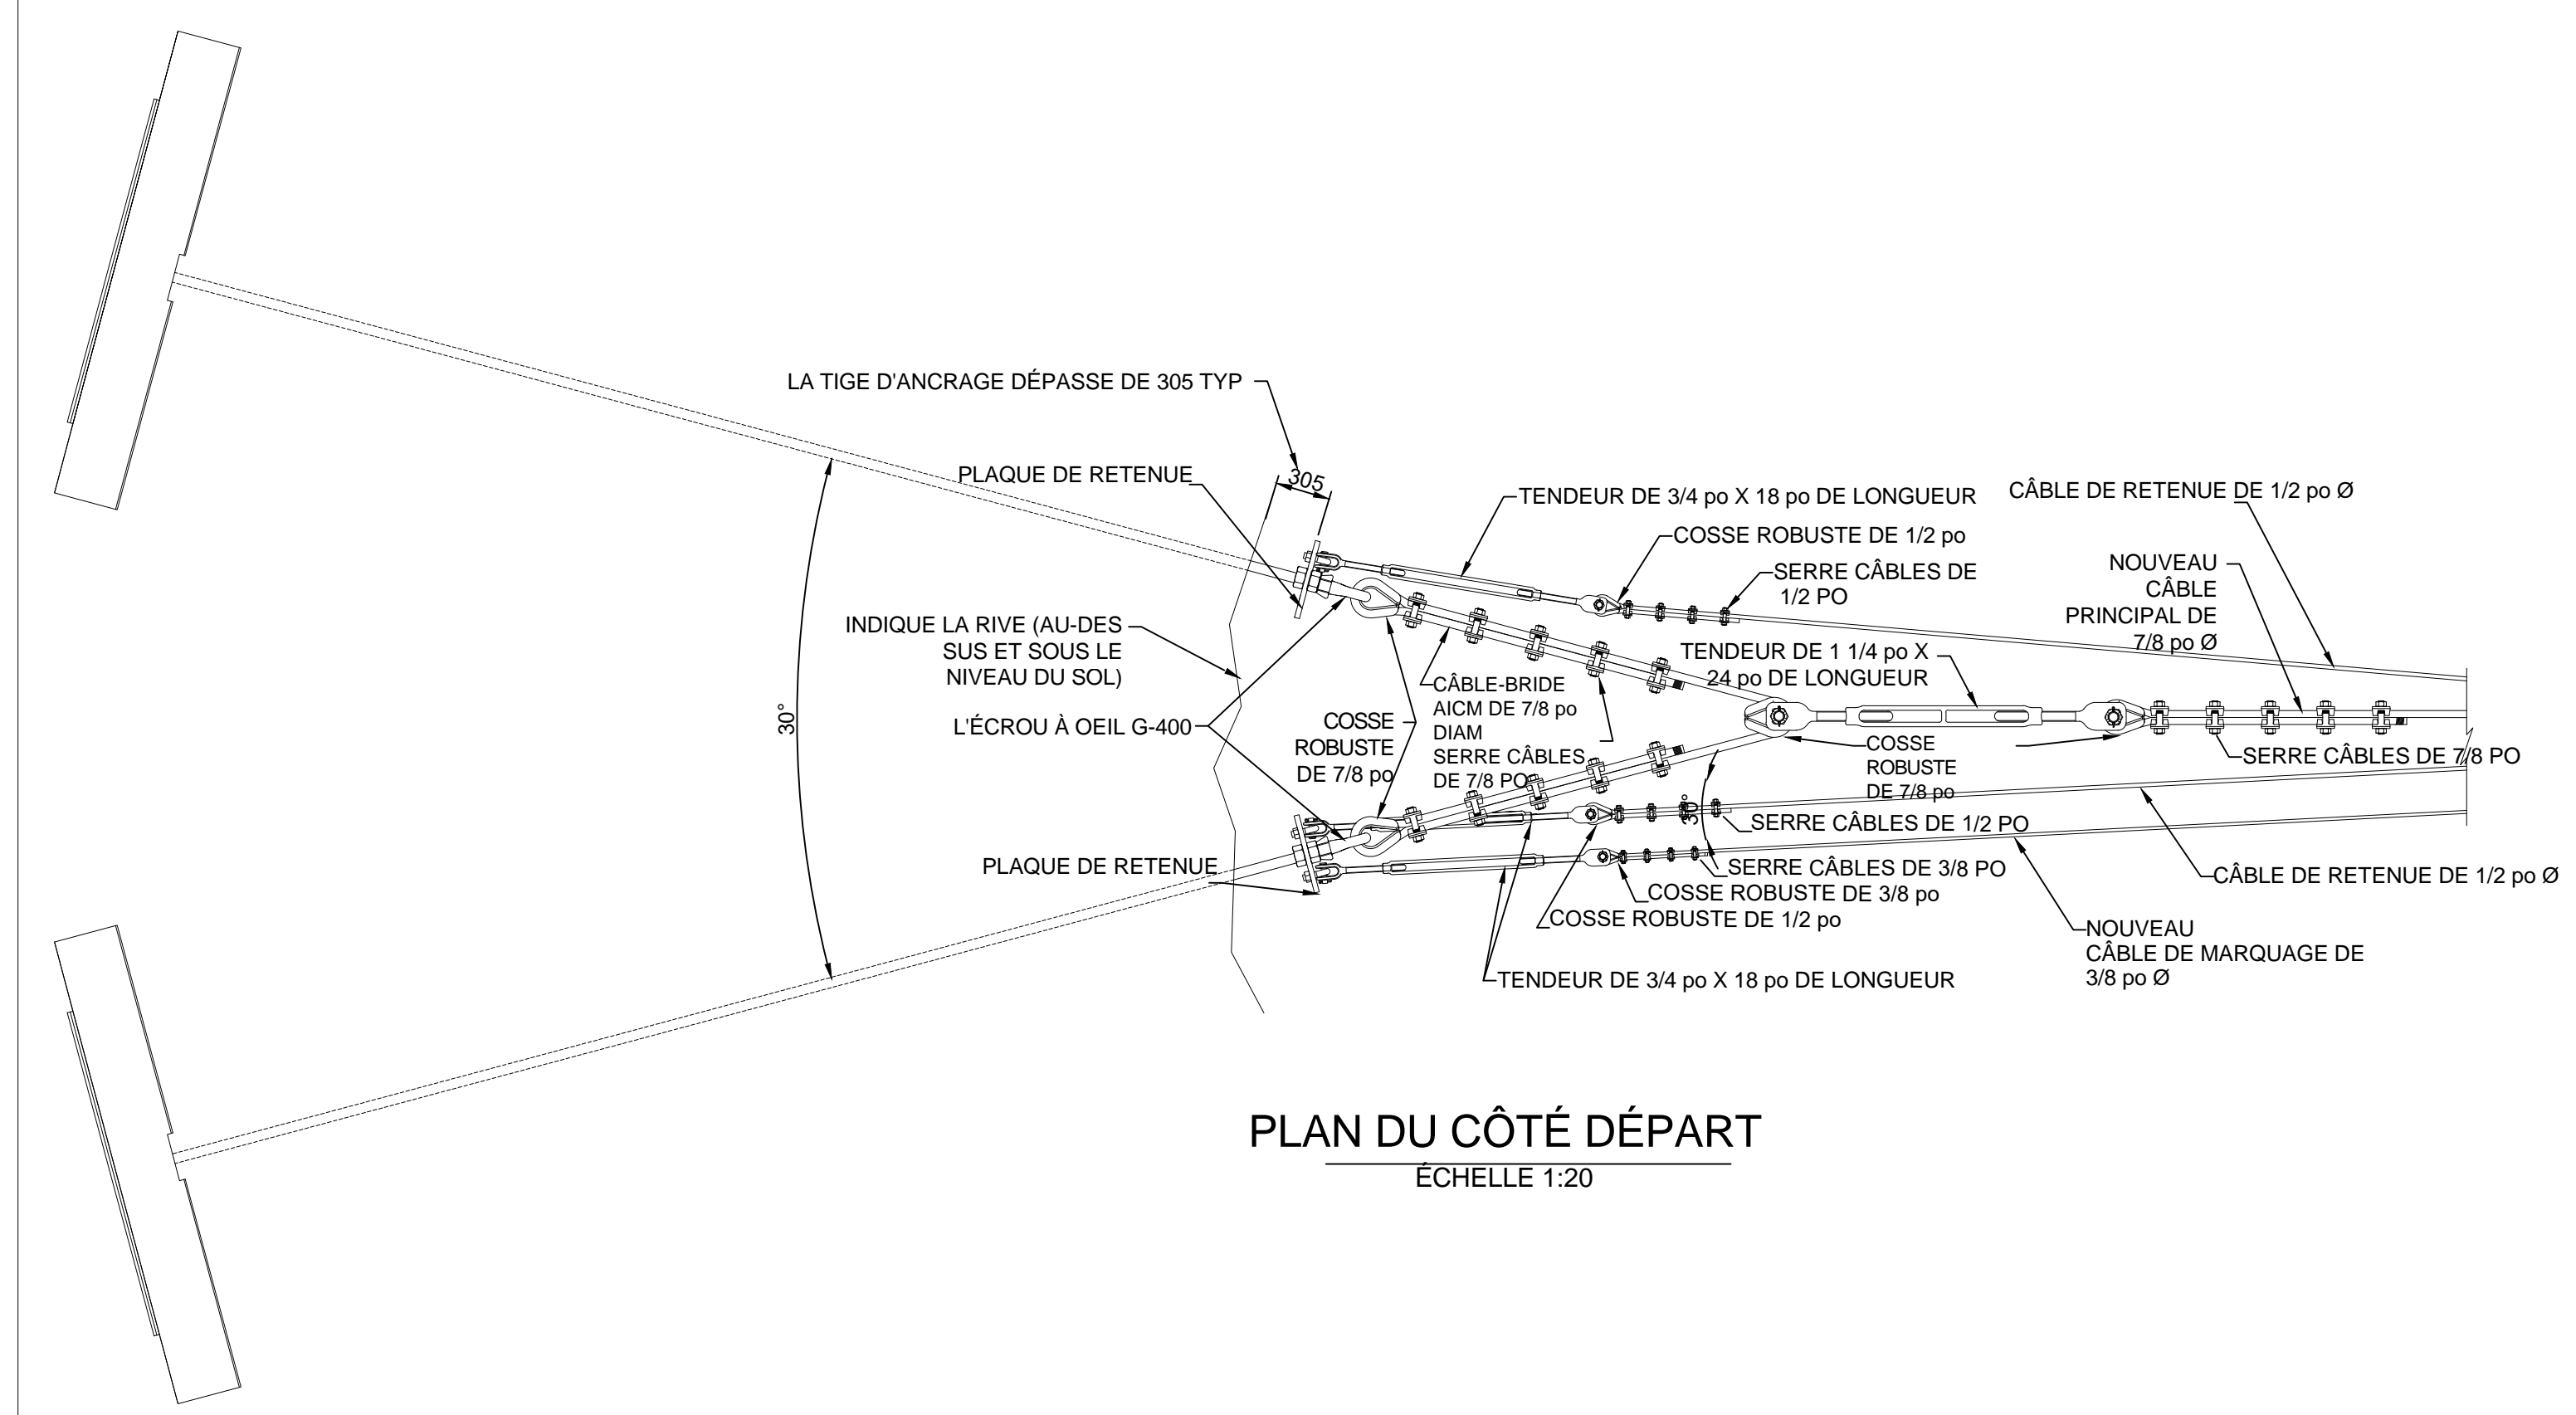 LA TIGE D'ANCRAGE DÉPASSE DE 305 TYP
PLAQUE DE RETENUE
305
TENDEUR DE 3/4 po X 18 po DE LONGUEUR
CÂBLE DE RETENUE DE 1/2 po Ø
COSSE ROBUSTE DE 1/2 po
SERRE CÂBLES DE
1/2 PO
NOUVEAU
CÂBLE
PRINCIPAL DE
7/8 po Ø
INDIQUE LA RIVE (AU-DES
SUS ET SOUS LE
NIVEAU DU SOL)
TENDEUR DE 1 1/4 po X
24 po DE LONGUEUR
30°
L'ÉCROU À OEIL G-400
COSSE
ROBUSTE
DE 7/8 po
CÂBLE-BRIDE
AICM DE 7/8 po
DIAM
SERRE CÂBLES
DE 7/8 PO
COSSE
ROBUSTE
DE 7/8 po
SERRE CÂBLES DE 7/8 PO
30°
SERRE CÂBLES DE 1/2 PO
PLAQUE DE RETENUE
SERRE CÂBLES DE 3/8 PO
CÂBLE DE RETENUE DE 1/2 po Ø
COSSE ROBUSTE DE 3/8 po
COSSE ROBUSTE DE 1/2 po
NOUVEAU
CÂBLE DE MARQUAGE DE
3/8 po Ø
TENDEUR DE 3/4 po X 18 po DE LONGUEUR
PLAN DU CÔTÉ DÉPART
ÉCHELLE 1:20